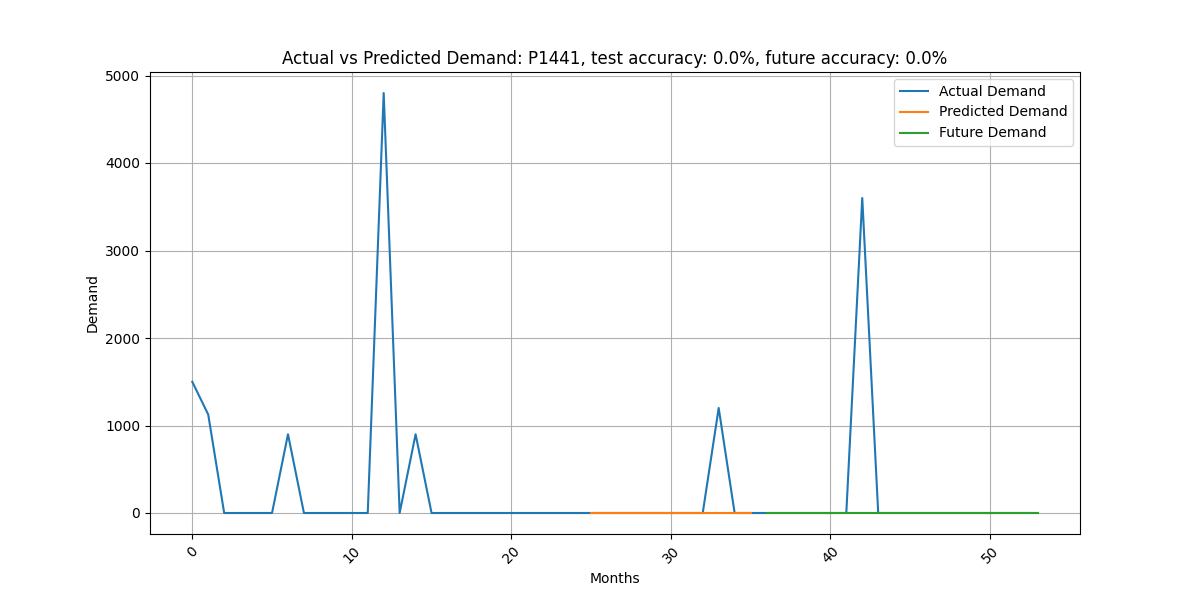 Actual vs Predicted Demand: P1441, test accuracy: 0.0%, future accuracy: 0.0%
Actual Demand
Predicted Demand
Future Demand
Demand
5000
4000
3000
2000
1000
0
0
10
20
30
40
50
Months